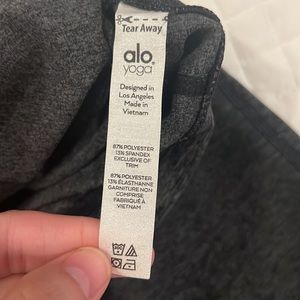 Tear Away
alo
yoga
Designed in
Los Angeles
Made in
Vietnam
87% POLYESTER
13% SPANDEX
EXCLUSIVE OF
TRIM
87% POLYESTER
13% ÉLASTHANNE
GARNITURE NON
COMPRISE
FABRIQUÉ À
VIETNAM